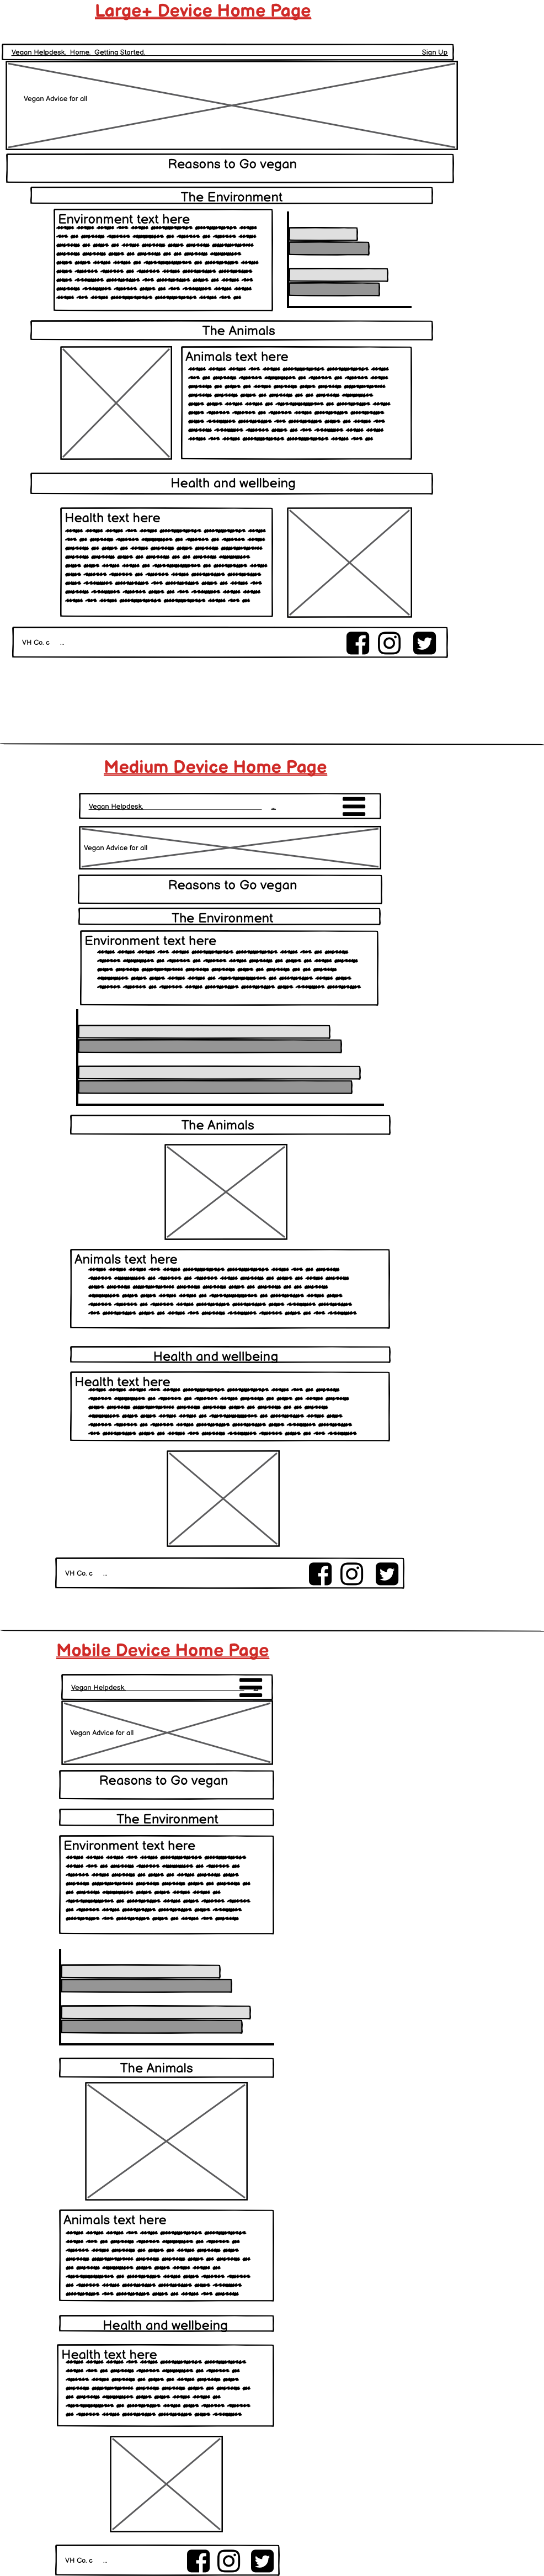 Large+ Device Home Page
Vegan Helpdesk. Home. Getting Started. Sign Up
Vegan Advice for all
Reasons to Go vegan
The Environment
Environment text here
The Animals
Animals text here
Health and wellbeing
Health text here
VH Co. c ...
Medium Device Home Page
Vegan Helpdesk.
Vegan Advice for all
Reasons to Go vegan
The Environment
Environment text here
The Animals
Animals text here
Health and wellbeing
Health text here
VH Co. c ...
Mobile Device Home Page
Vegan Helpdesk.
Vegan Advice for all
Reasons to Go vegan
The Environment
Environment text here
The Animals
Animals text here
Health and wellbeing
Health text here
VH Co. c ...